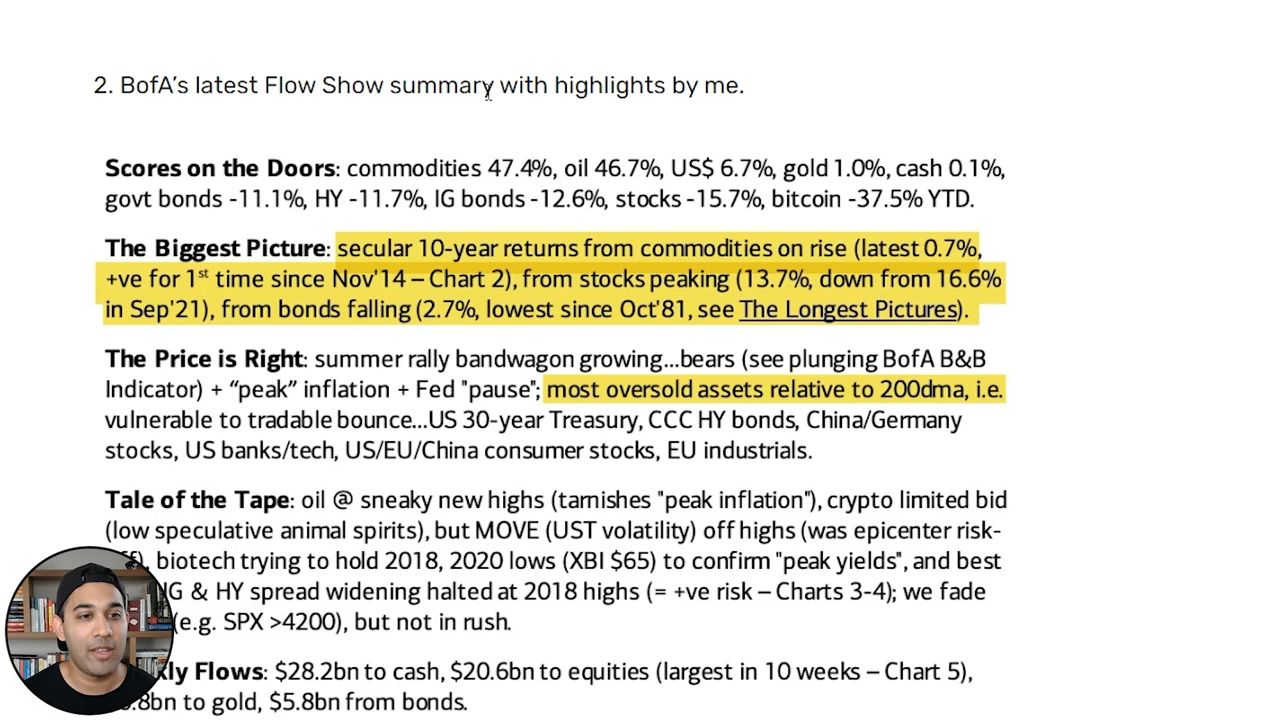 2. BofA's latest Flow Show summary with highlights by me.
Scores on the Doors: commodities 47.4%, oil 46.7%, US$ 6.7%, gold 1.0%, cash 0.1%,
govt bonds -11.1%, HY -11.7%, IG bonds -12.6%, stocks -15.7%, bitcoin -37.5% YTD.
The Biggest Picture: secular 10-year returns from commodities on rise (latest 0.7%,
+ve for 1st time since Nov'14 – Chart 2), from stocks peaking (13.7%, down from 16.6%
in Sep'21), from bonds falling (2.7%, lowest since Oct'81, see The Longest Pictures).
The Price is Right: summer rally bandwagon growing...bears (see plunging BofA B&B
Indicator) + “peak” inflation + Fed "pause"; most oversold assets relative to 200dma, i.e.
vulnerable to tradable bounce...US 30-year Treasury, CCC HY bonds, China/Germany
stocks, US banks/tech, US/EU/China consumer stocks, EU industrials.
Tale of the Tape: oil @ sneaky new highs (tarnishes "peak inflation"), crypto limited bid
(low speculative animal spirits), but MOVE (UST volatility) off highs (was epicenter risk-
biotech trying to hold 2018, 2020 lows (XBI $65) to confirm "peak yields", and best
IG & HY spread widening halted at 2018 highs (= +ve risk – Charts 3-4); we fade
(e.g. SPX >4200), but not in rush.
Flows: $28.2bn to cash, $20.6bn to equities (largest in 10 weeks – Chart 5),
to gold, $5.8bn from bonds.